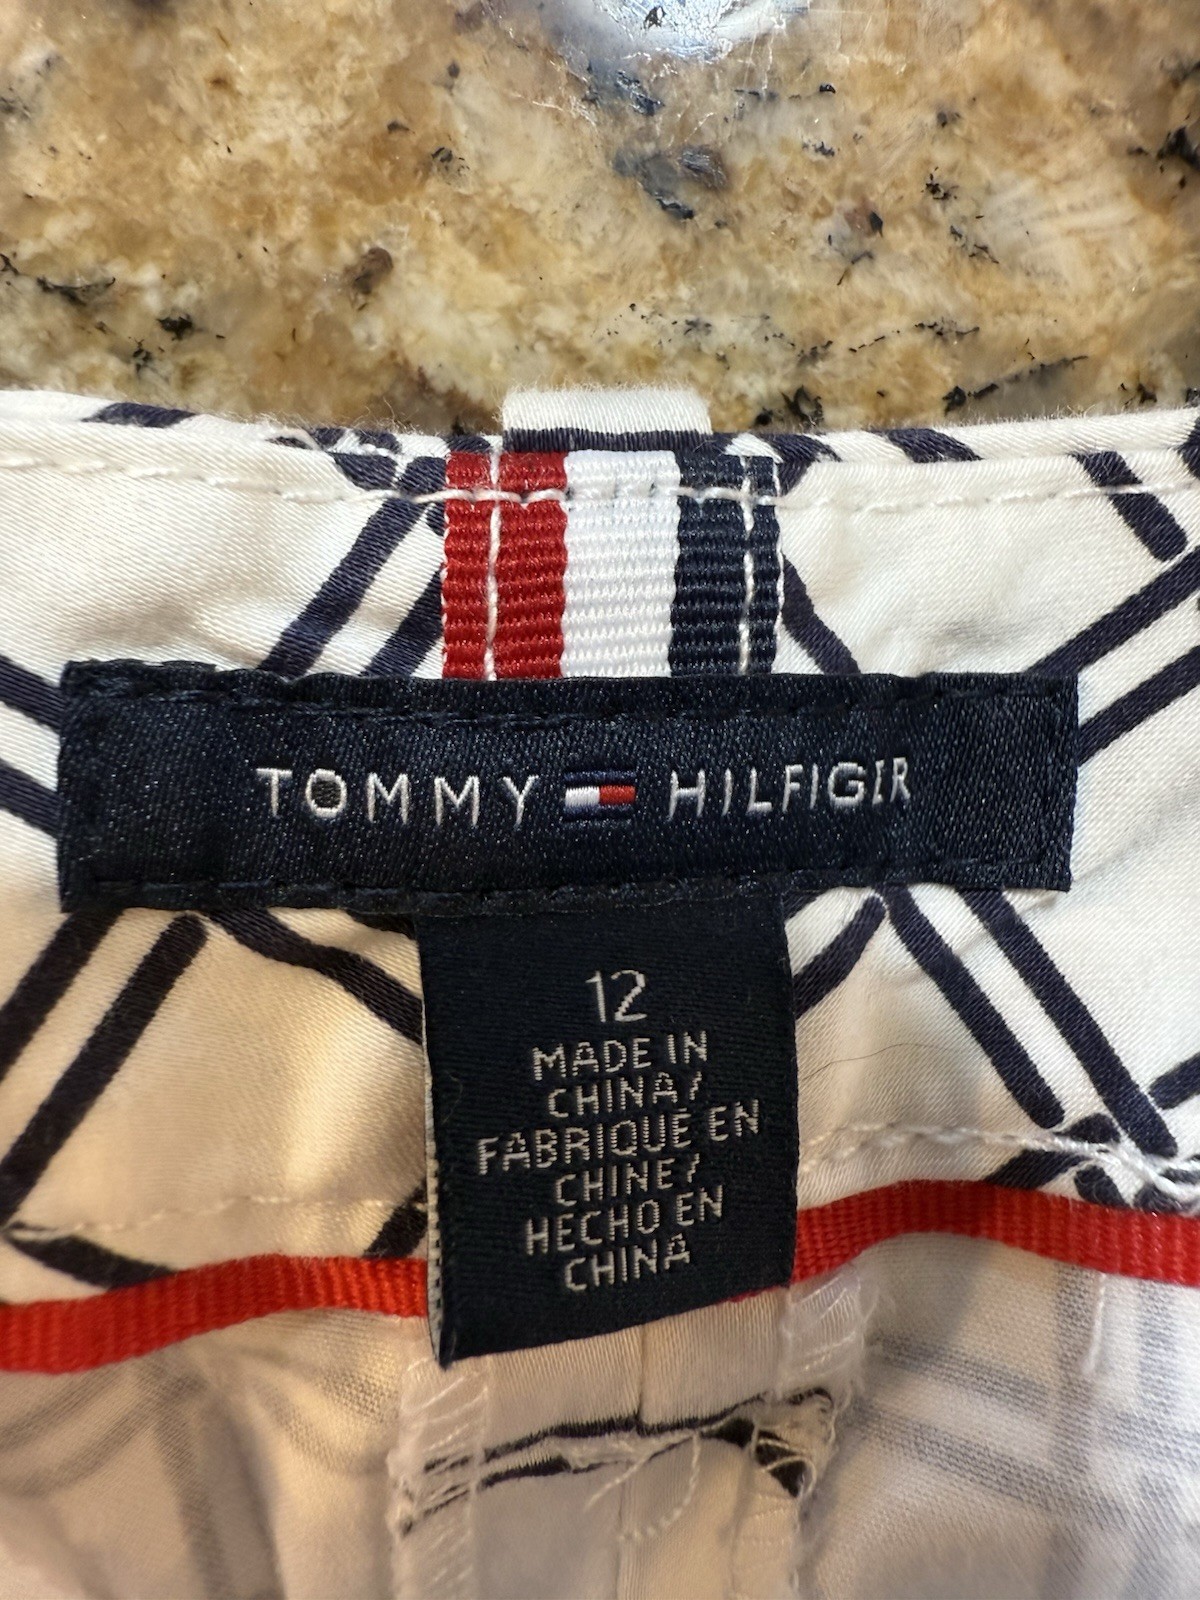 TOMMY HILFIGER
12
MADE IN
CHINA/
FABRIQUÉ EN
CHINE/
HECHO EN
CHINA